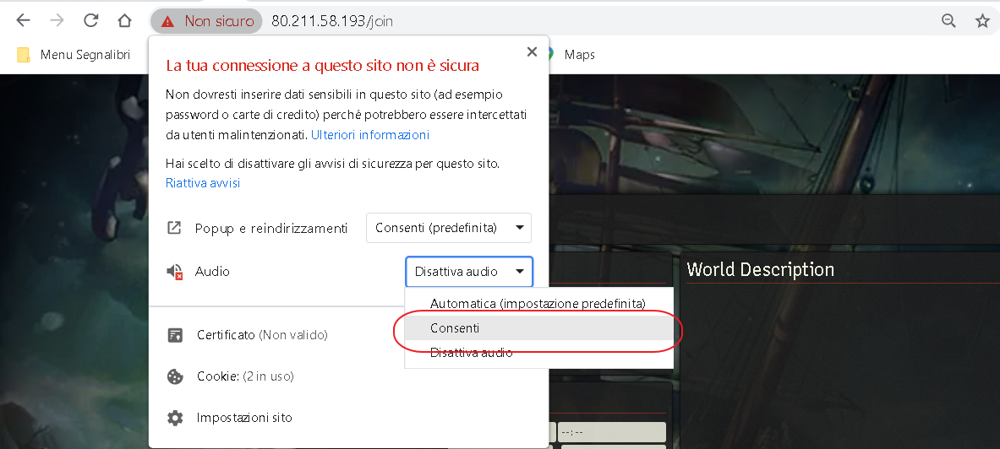 Non sicuro
80.211.58.193/join
Menu Segnalibri
Maps
La tua connessione a questo sito non è sicura
Non dovresti inserire dati sensibili in questo sito (ad esempio
password o carte di credito) perché potrebbero essere intercettati
da utenti malintenzionati. Ulteriori informazioni
Hai scelto di disattivare gli avvisi di sicurezza per questo sito.
Riattiva avvisi
Popup e reindirizzamenti
Consenti (predefinita)
Audio
Disattiva audio
World Description
Automatica (impostazione predefinita)
Consenti
Disattiva audio
Certificato (Non valido)
Cookie: (2 in uso)
Impostazioni sito
--:--